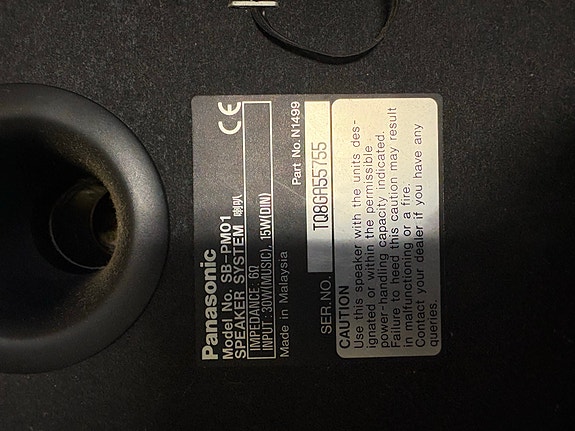 Panasonic
CE
Model No. SB-PM01
SPEAKER SYSTEM 喇叭
IMPEDANCE: 6Ω
INPUT: 30W(MUSIC), 15W(DIN)
Made in Malaysia
Part No. N1499
SER.NO. TQ8GA55755
CAUTION
Use this speaker with the units des-
ignated or within the permissible
power-handling capacity indicated.
Failure to heed this caution may result
in malfunctioning or a fire.
Contact your dealer if you have any
queries.